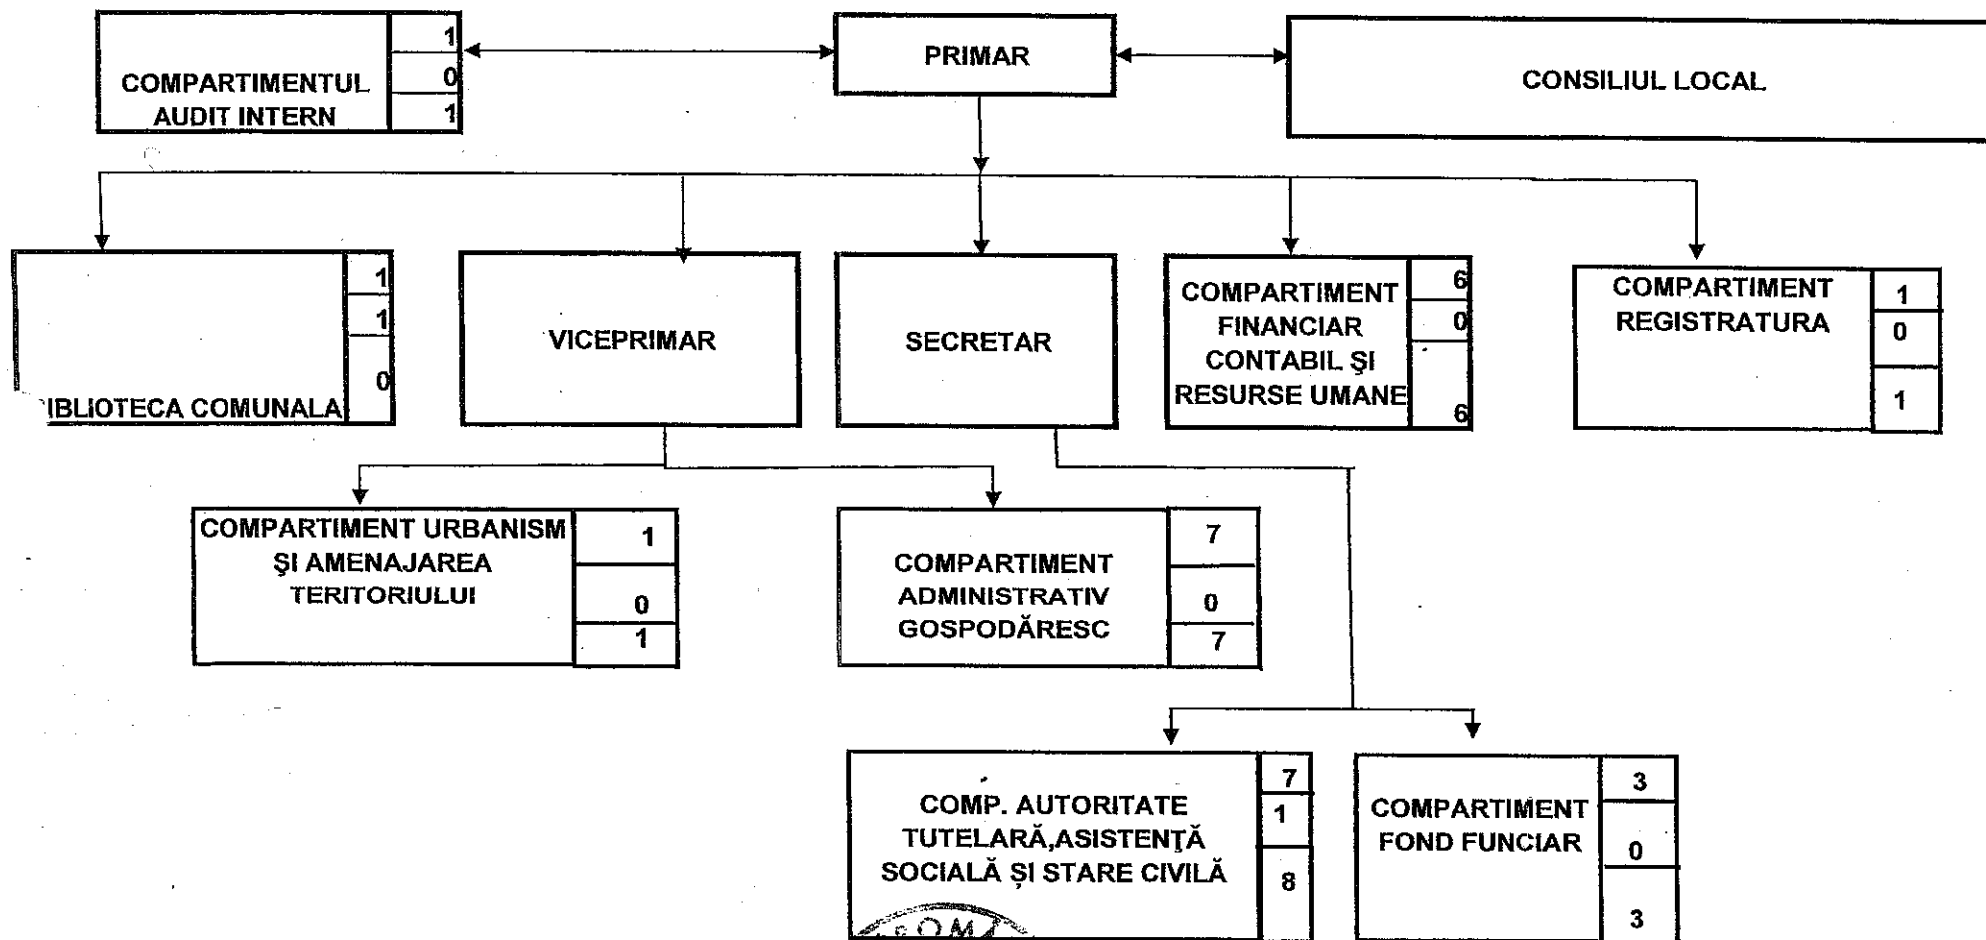 COMPARTIMENTUL
AUDIT INTERN
1
0
1
PRIMAR
CONSILIUL LOCAL
IBLIOTECA COMUNALA
1
1
0
VICEPRIMAR
SECRETAR
COMPARTIMENT
FINANCIAR
CONTABIL ŞI
RESURSE UMANE
6
0
6
COMPARTIMENT
REGISTRATURA
1
0
1
COMPARTIMENT URBANISM
ŞI AMENAJAREA
TERITORIULUI
1
0
1
COMPARTIMENT
ADMINISTRATIV
GOSPODĂRESC
7
0
7
COMP. AUTORITATE
TUTELARĂ,ASISTENŢĂ
SOCIALĂ ȘI STARE CIVILĂ
7
1
8
COMPARTIMENT
FOND FUNCIAR
3
0
3